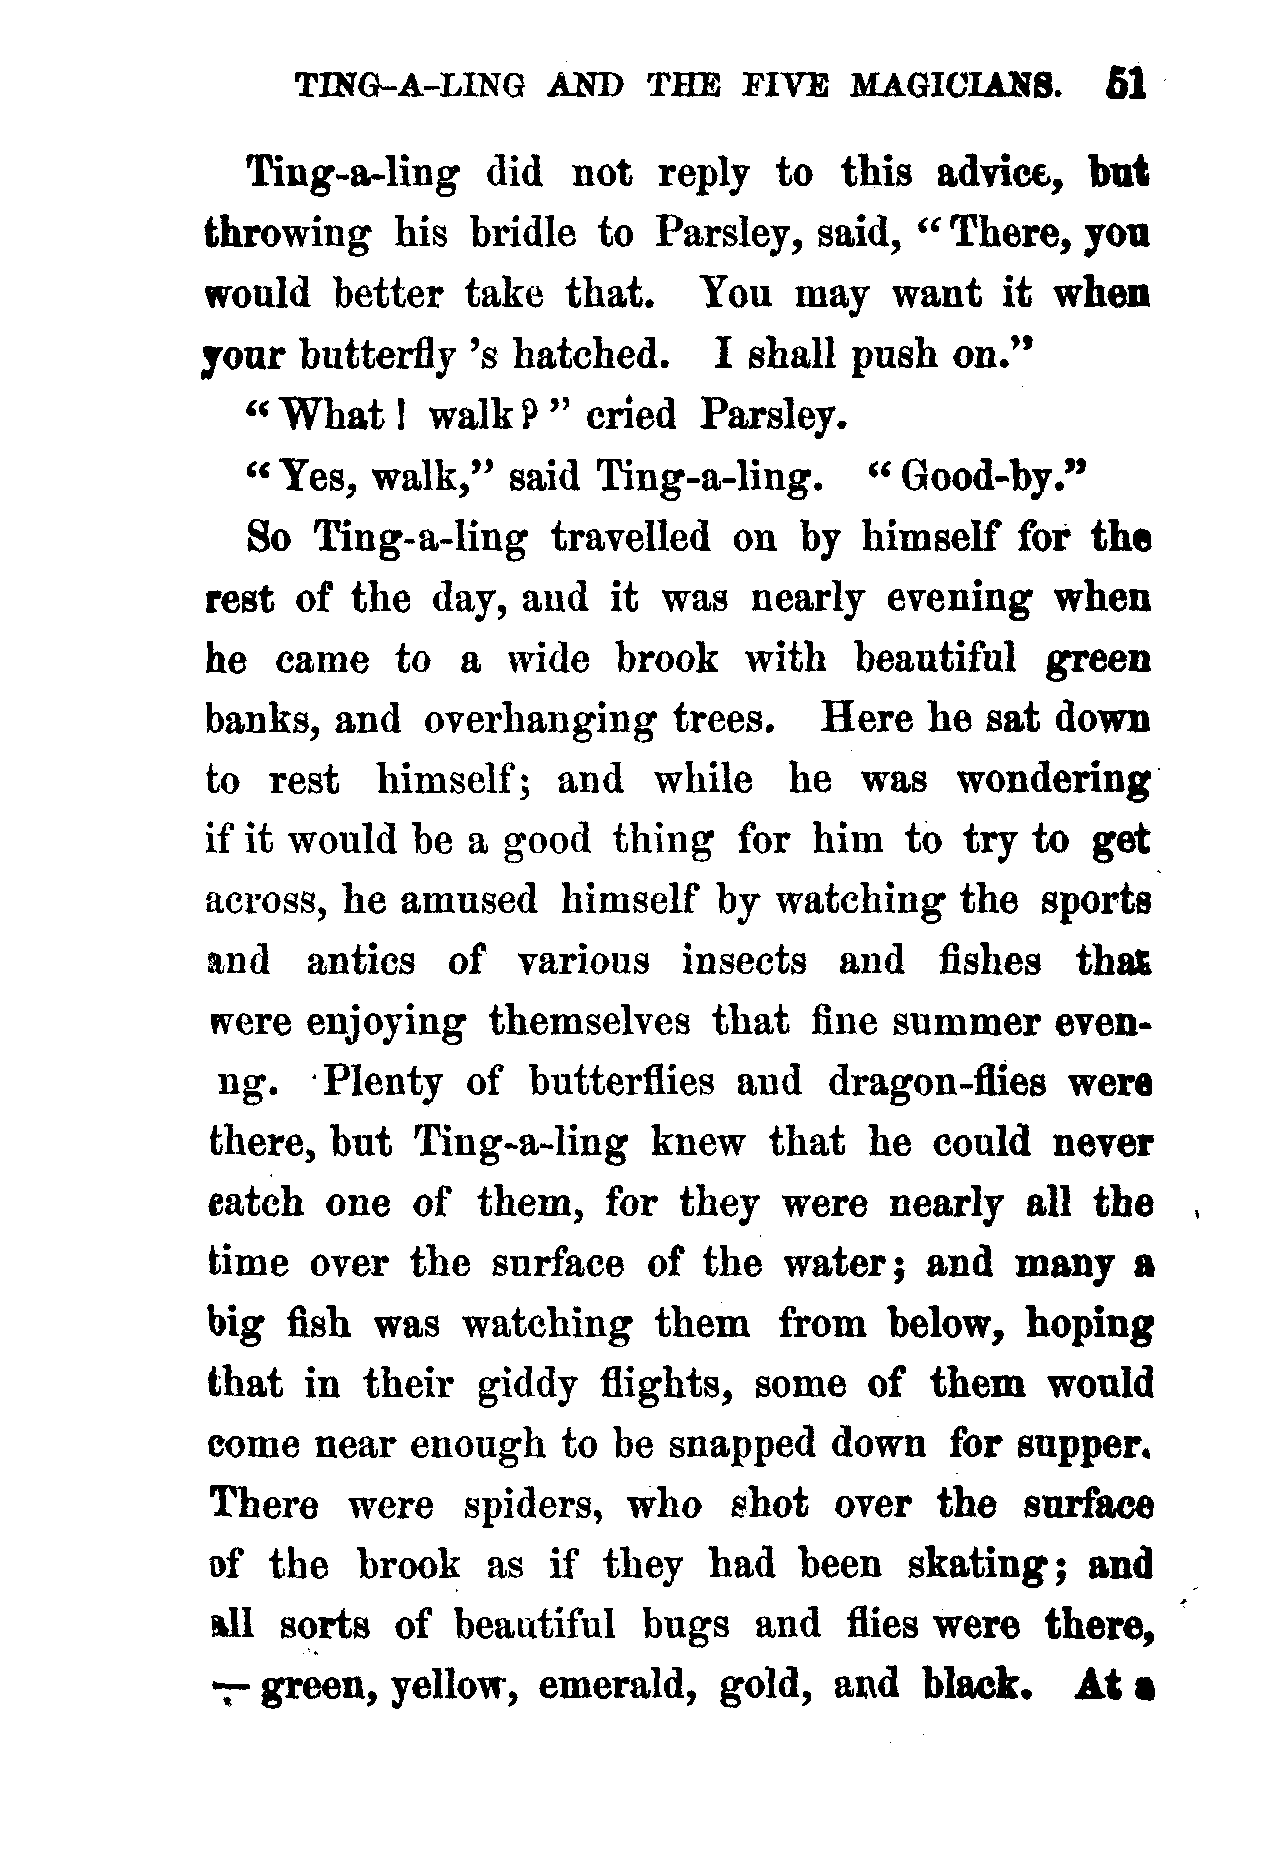 TING-A-LING AND THE FIVE MAGICIANS. 51
Ting-a-ling did not reply to this advice, but
throwing his bridle to Parsley, said, “There, you
would better take that. You may want it when
your butterfly 's hatched. I shall push on.”
“What! walk?” cried Parsley.
“Yes, walk,” said Ting-a-ling. “Good-by.”
So Ting-a-ling travelled on by himself for the
rest of the day, and it was nearly evening when
he came to a wide brook with beautiful green
banks, and overhanging trees. Here he sat down
to rest himself; and while he was wondering
if it would be a good thing for him to try to get
across, he amused himself by watching the sports
and antics of various insects and fishes that
were enjoying themselves that fine summer even-
ng. Plenty of butterflies and dragon-flies were
there, but Ting-a-ling knew that he could never
catch one of them, for they were nearly all the
time over the surface of the water; and many a
big fish was watching them from below, hoping
that in their giddy flights, some of them would
come near enough to be snapped down for supper.
There were spiders, who shot over the surface
of the brook as if they had been skating; and
all sorts of beautiful bugs and flies were there,
— green, yellow, emerald, gold, and black. At a